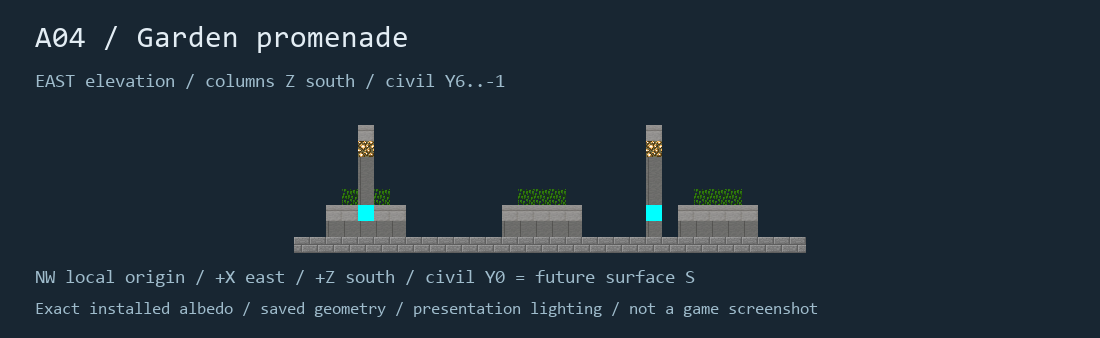 A04 / Garden promenade
EAST elevation / columns Z south / civil Y6..-1
NW local origin / +X east / +Z south / civil Y0 = future surface S
Exact installed albedo / saved geometry / presentation lighting / not a game screenshot